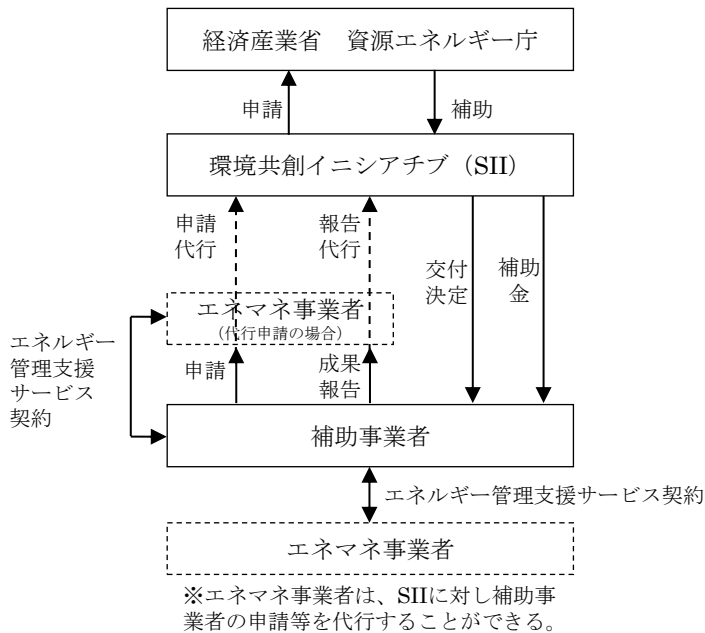 経済産業省　資源エネルギー庁
申請
補助
環境共創イニシアチブ（SII）
申請
代行
報告
代行
交付
決定
補助
金
エネマネ事業者
（代行申請の場合）
エネルギー
管理支援
サービス
契約
申請
成果
報告
補助事業者
エネルギー管理支援サービス契約
エネマネ事業者
※エネマネ事業者は、SIIに対し補助事
業者の申請等を代行することができる。